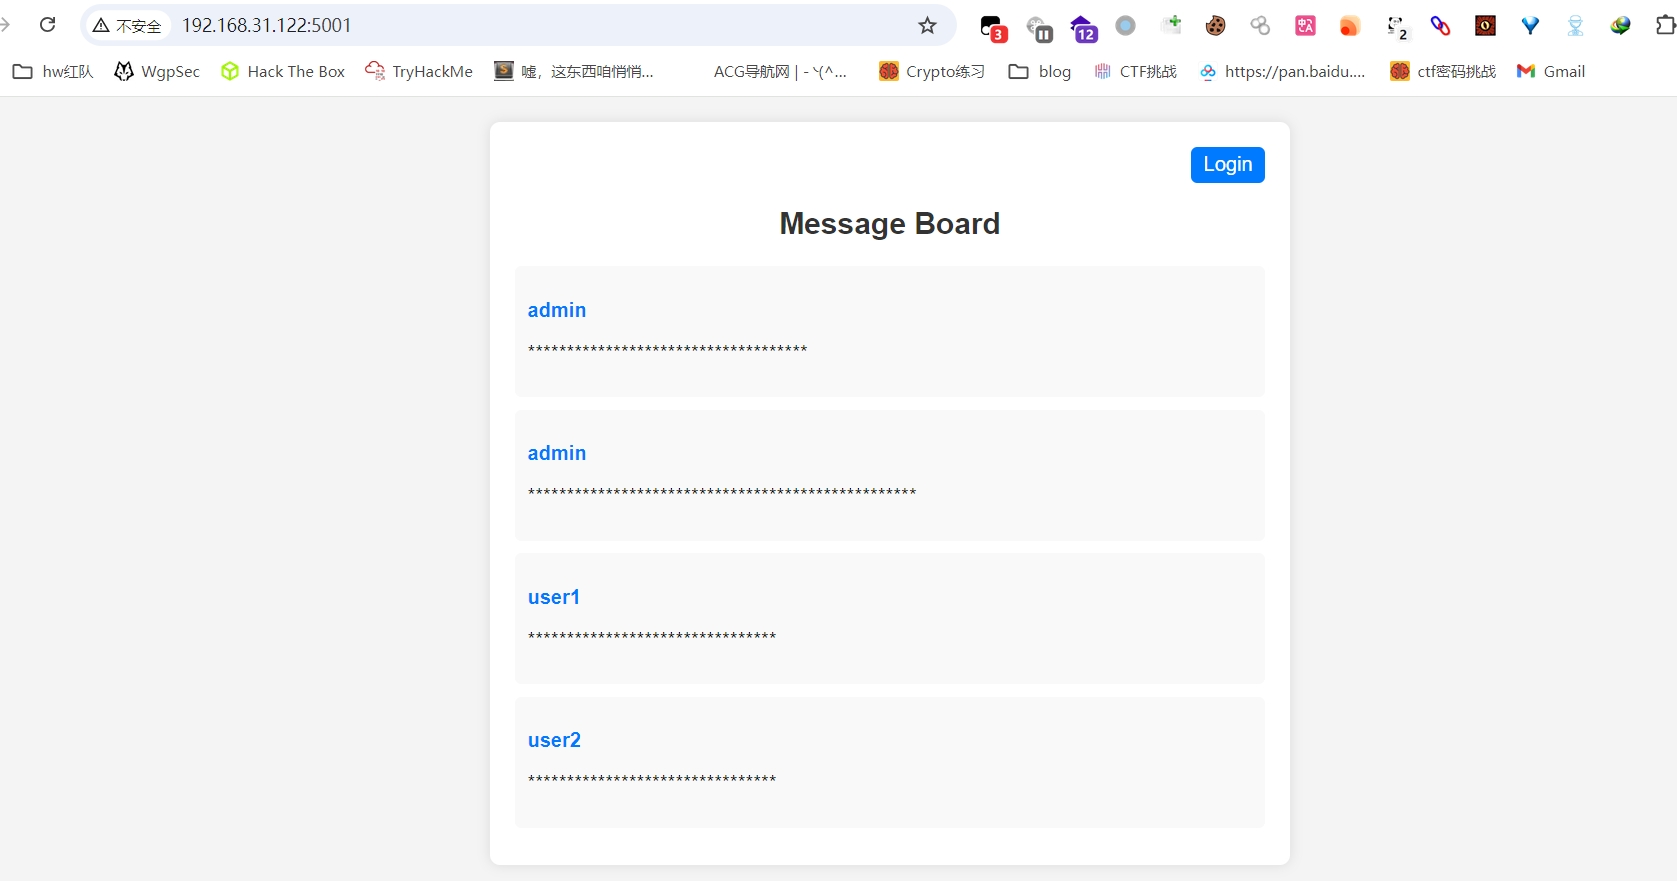 不安全 192.168.31.122:5001 3 12 2
hw红队 WgpSec Hack The Box TryHackMe 嘘，这东西咱悄悄... ACG导航网 | -丷(^... Crypto练习 blog CTF挑战 https://pan.baidu.... ctf密码挑战 Gmail
Login
Message Board
admin
************************************
admin
**************************************************
user1
********************************
user2
********************************